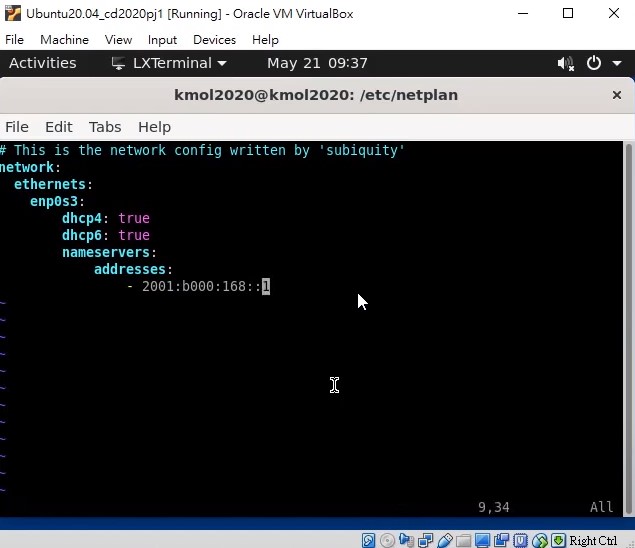 Ubuntu20.04_cd2020pj1 [Running] - Oracle VM VirtualBox
File Machine View Input Devices Help
Activities LXTerminal May 21 09:37
kmol2020@kmol2020: /etc/netplan
File Edit Tabs Help
# This is the network config written by 'subiquity'
network:
  ethernets:
    enp0s3:
        dhcp4: true
        dhcp6: true
        nameservers:
            addresses:
                - 2001:b000:168::1
~
~
~
~
~
~
~
~
~
~
~
~
9,34 All
Right Ctrl